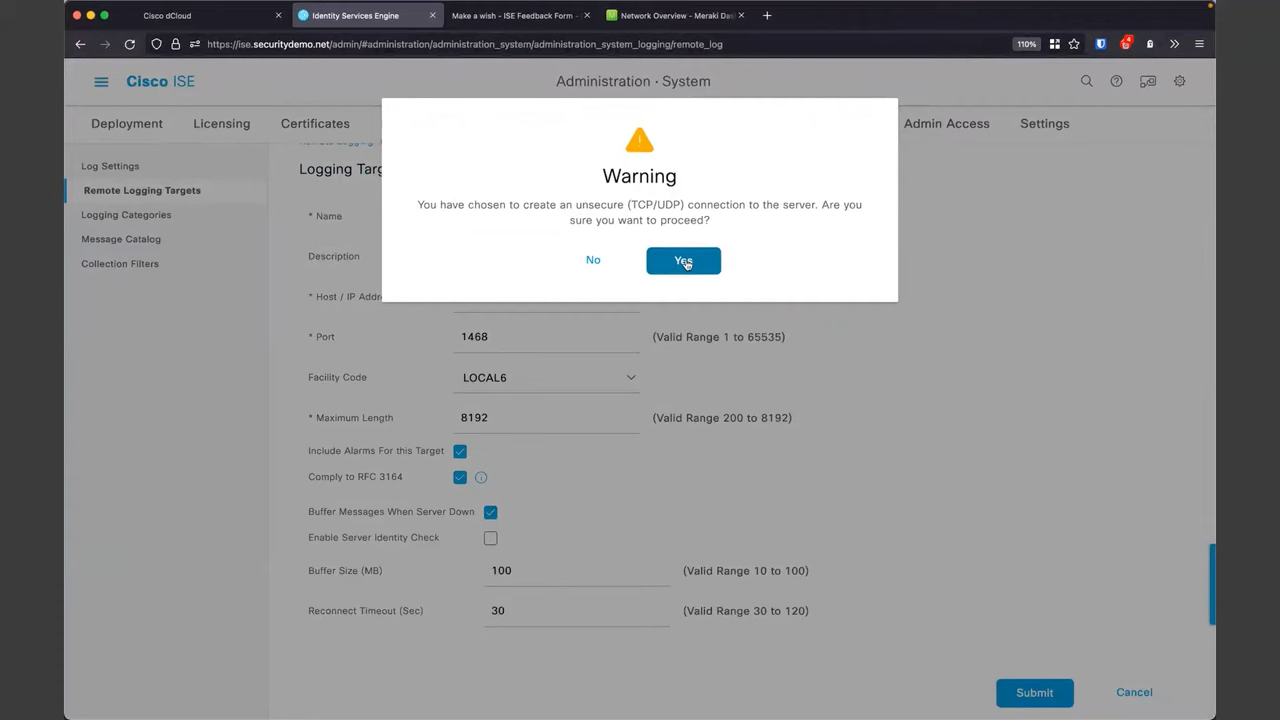 Cisco dCloud
Identity Services Engine
Make a wish - ISE Feedback Form -
Network Overview - Meraki Das
https://ise.securitydemo.net/admin/#administration/administration_system/administration_system_logging/remote_log
110%
4
Cisco ISE
Administration · System
Deployment
Licensing
Certificates
Admin Access
Settings
Log Settings
Remote Logging Targets
Logging Categories
Message Catalog
Collection Filters
Logging Targ
Warning
You have chosen to create an unsecure (TCP/UDP) connection to the server. Are you
sure you want to proceed?
No
Yes
* Name
Description
* Host / IP Addre
* Port
1468
(Valid Range 1 to 65535)
Facility Code
LOCAL6
* Maximum Length
8192
(Valid Range 200 to 8192)
Include Alarms For this Target
Comply to RFC 3164
Buffer Messages When Server Down
Enable Server Identity Check
Buffer Size (MB)
100
(Valid Range 10 to 100)
Reconnect Timeout (Sec)
30
(Valid Range 30 to 120)
Submit
Cancel